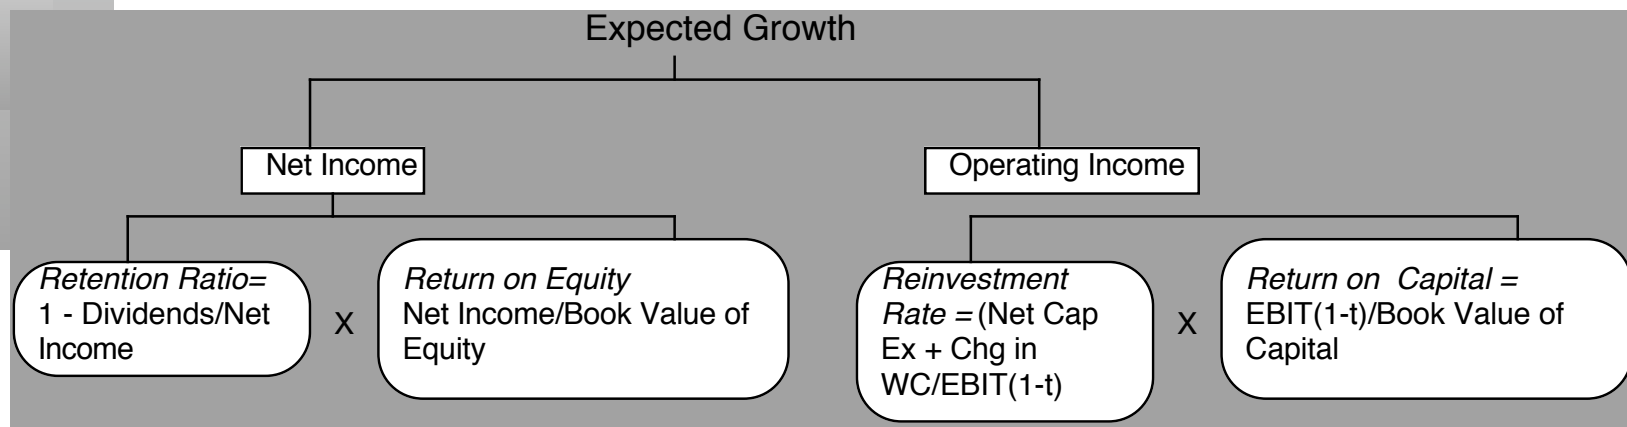 Expected Growth
Net Income
Operating Income
Retention Ratio=
1 - Dividends/Net
Income
X
Return on Equity
Net Income/Book Value of
Equity
Reinvestment
Rate = (Net Cap
Ex + Chg in
WC/EBIT(1-t)
X
Return on Capital =
EBIT(1-t)/Book Value of
Capital